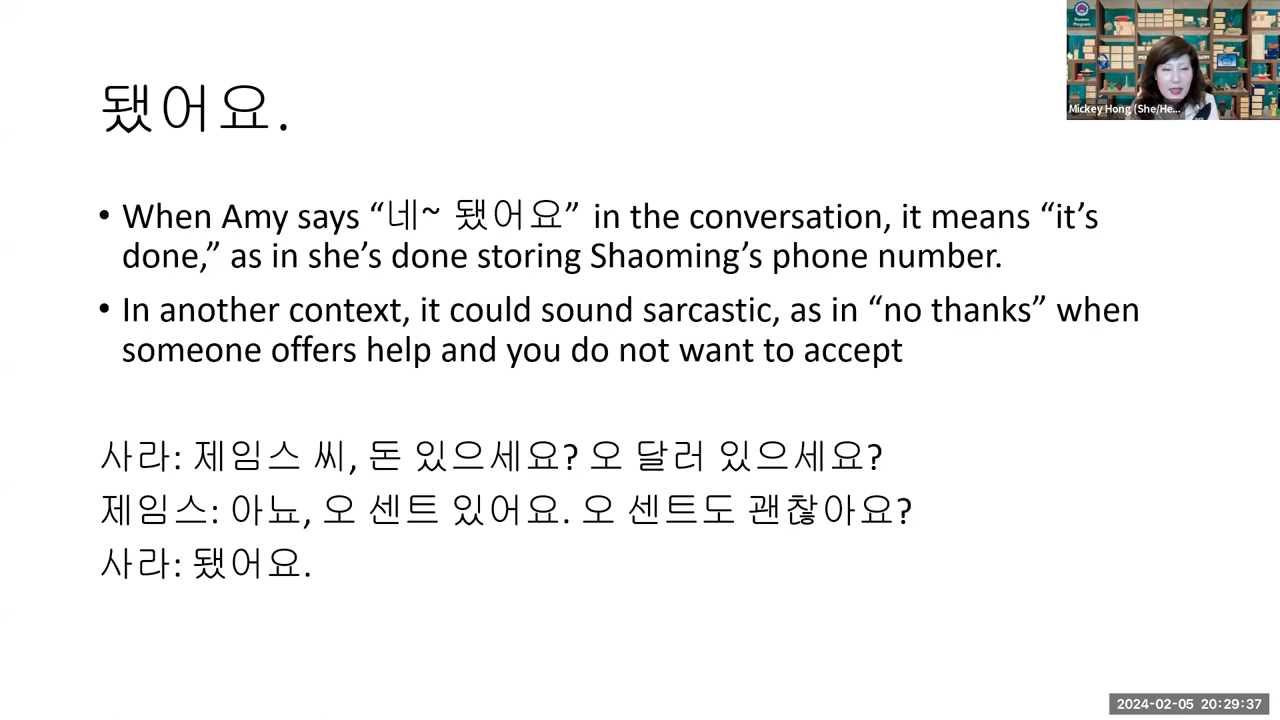 됐어요.
• When Amy says “네~ 됐어요” in the conversation, it means “it’s
done,” as in she’s done storing Shaoming’s phone number.
• In another context, it could sound sarcastic, as in “no thanks” when
someone offers help and you do not want to accept
사라: 제임스 씨, 돈 있으세요? 오 달러 있으세요?
제임스: 아뇨, 오 센트 있어요. 오 센트도 괜찮아요?
사라: 됐어요.
Korean
Program
Mickey Hong (She/He...
2024-02-05 20:29:37